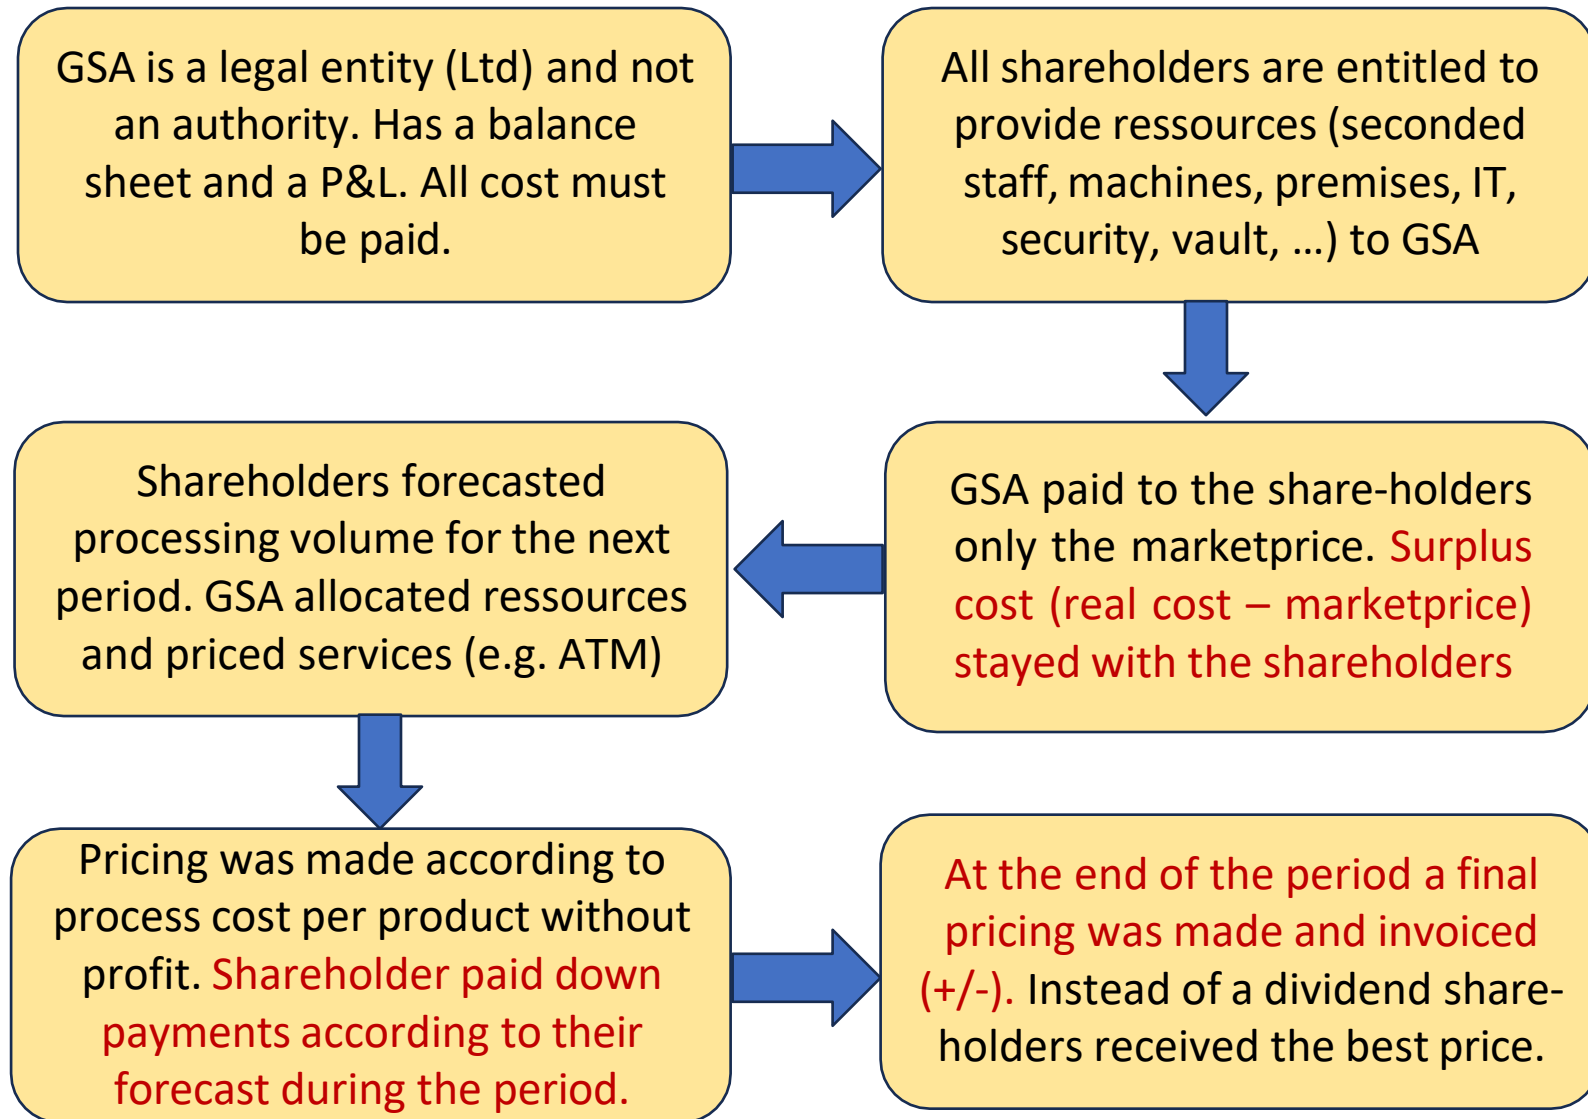 GSA is a legal entity (Ltd) and not
an authority. Has a balance
sheet and a P&L. All cost must
be paid.
All shareholders are entitled to
provide ressources (seconded
staff, machines, premises, IT,
security, vault, ...) to GSA
GSA paid to the share-holders
only the marketprice. Surplus
cost (real cost – marketprice)
stayed with the shareholders
Shareholders forecasted
processing volume for the next
period. GSA allocated ressources
and priced services (e.g. ATM)
Pricing was made according to
process cost per product without
profit. Shareholder paid down
payments according to their
forecast during the period.
At the end of the period a final
pricing was made and invoiced
(+/-). Instead of a dividend share-
holders received the best price.